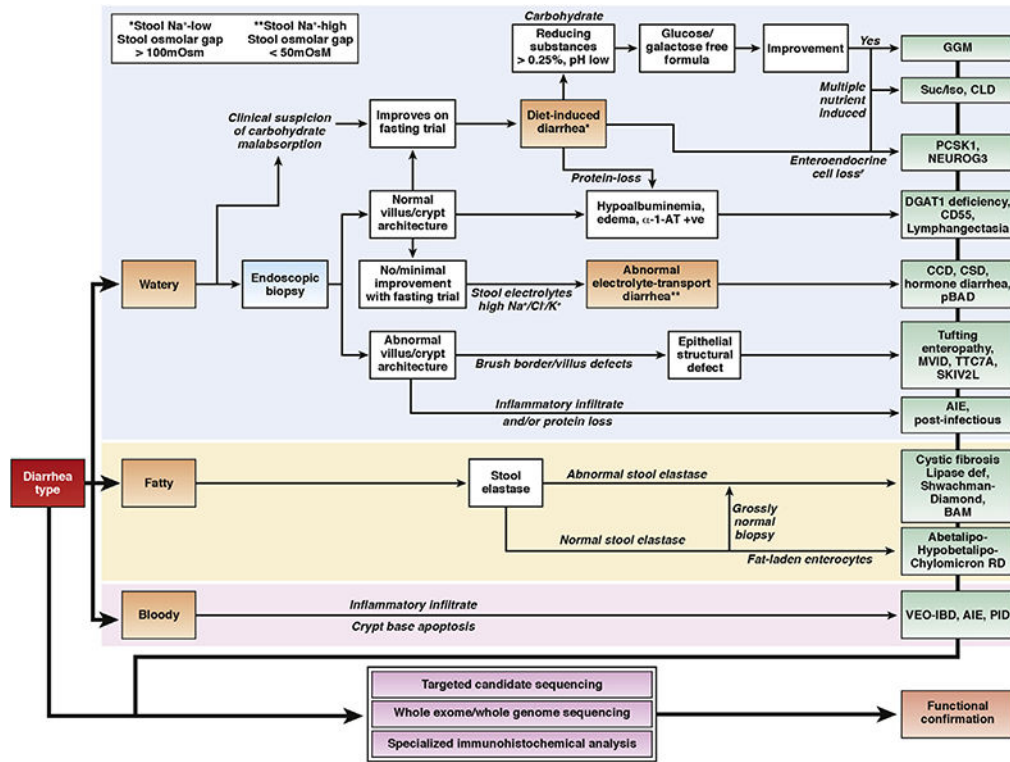 *Stool Na⁺-low
Stool osmolar gap
> 100mOsm
**Stool Na⁺-high
Stool osmolar gap
< 50mOsM
Carbohydrate
Reducing substances
> 0.25%, pH low
Glucose/
galactose free
formula
Improvement
Yes
GGM
Multiple
nutrient
induced
Suc/Iso, CLD
Clinical suspicion
of carbohydrate
malabsorption
Improves on
fasting trial
Diet-induced
diarrhea*
Enteroendocrine
cell loss#
PCSK1,
NEUROG3
Protein-loss
Normal
villus/crypt
architecture
Hypoalbuminemia,
edema, α-1-AT +ve
DGAT1 deficiency,
CD55,
Lymphangectasia
Watery
Endoscopic
biopsy
No/minimal
improvement
with fasting trial
Stool electrolytes
high Na⁺/Cl⁻/K⁺
Abnormal
electrolyte-transport
diarrhea**
CCD, CSD,
hormone diarrhea,
pBAD
Abnormal
villus/crypt
architecture
Brush border/villus defects
Epithelial
structural
defect
Tufting
enteropathy,
MVID, TTC7A,
SKIV2L
Inflammatory infiltrate
and/or protein loss
AIE,
post-infectious
Diarrhea
type
Fatty
Stool
elastase
Abnormal stool elastase
Cystic fibrosis
Lipase def,
Shwachman-
Diamond,
BAM
Grossly
normal
biopsy
Normal stool elastase
Fat-laden enterocytes
Abetalipo-
Hypobetalipo-
Chylomicron RD
Bloody
Inflammatory infiltrate
Crypt base apoptosis
VEO-IBD, AIE, PID
Targeted candidate sequencing
Whole exome/whole genome sequencing
Specialized immunohistochemical analysis
Functional
confirmation